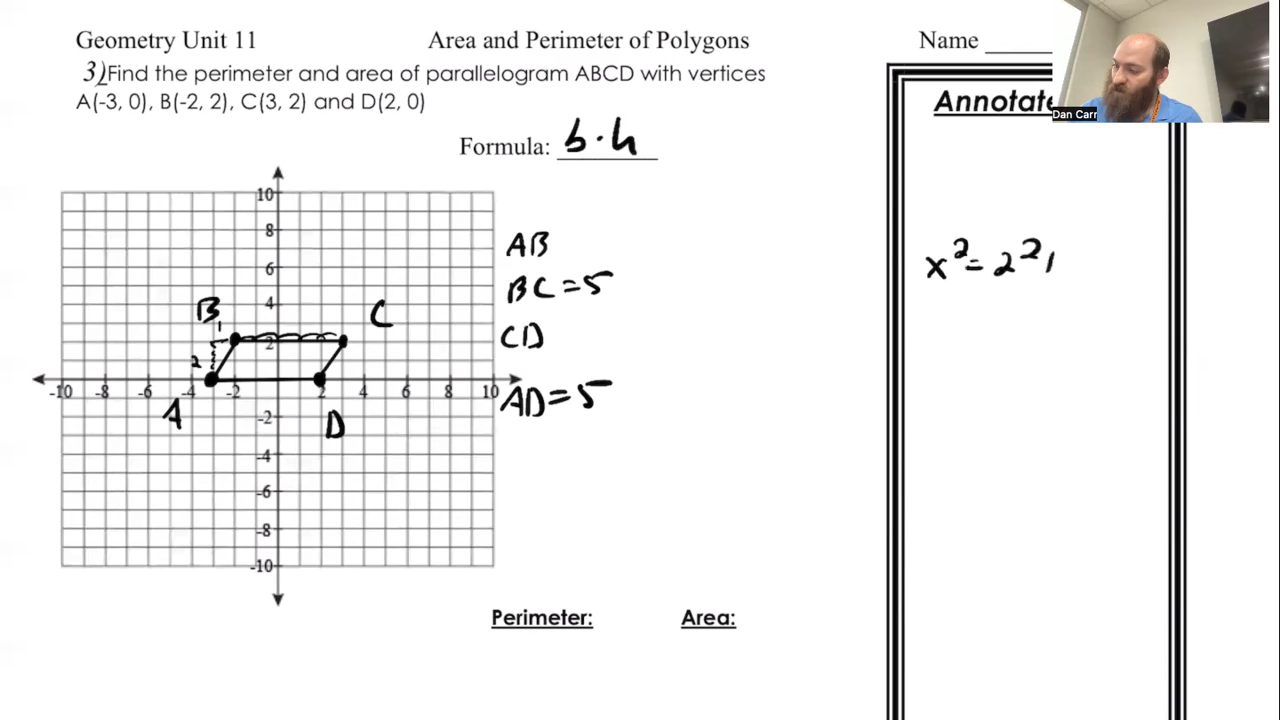 Geometry Unit 11 Area and Perimeter of Polygons Name
3) Find the perimeter and area of parallelogram ABCD with vertices
A(-3, 0), B(-2, 2), C(3, 2) and D(2, 0)
Annotate
Dan Carr
Formula: b·h
10
8
6
4
2
-10 -8 -6 -4 -2 2 4 6 8 10
-2
-4
-6
-8
-10
B
1
C
2
A
D
AB
BC = 5
CD
AD = 5
x² = 2²
Perimeter: Area: